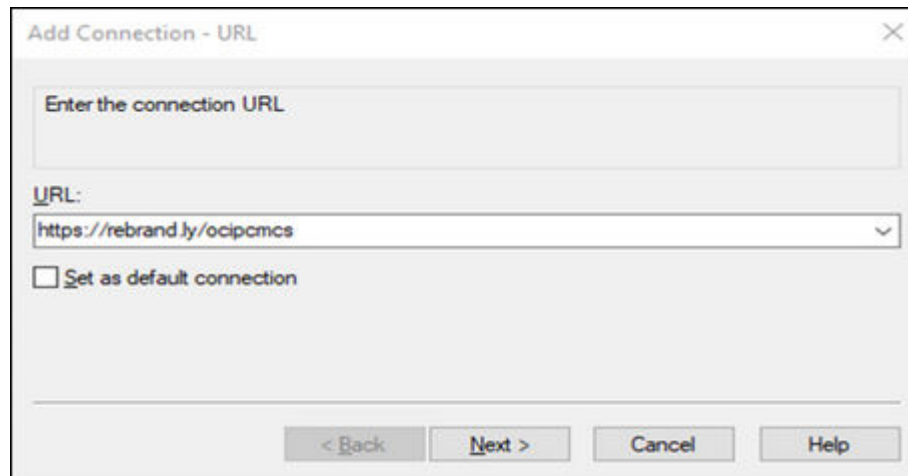 Add Connection - URL
Enter the connection URL
URL:
https://rebrand.ly/ocipcmcs
Set as default connection
< Back Next > Cancel Help